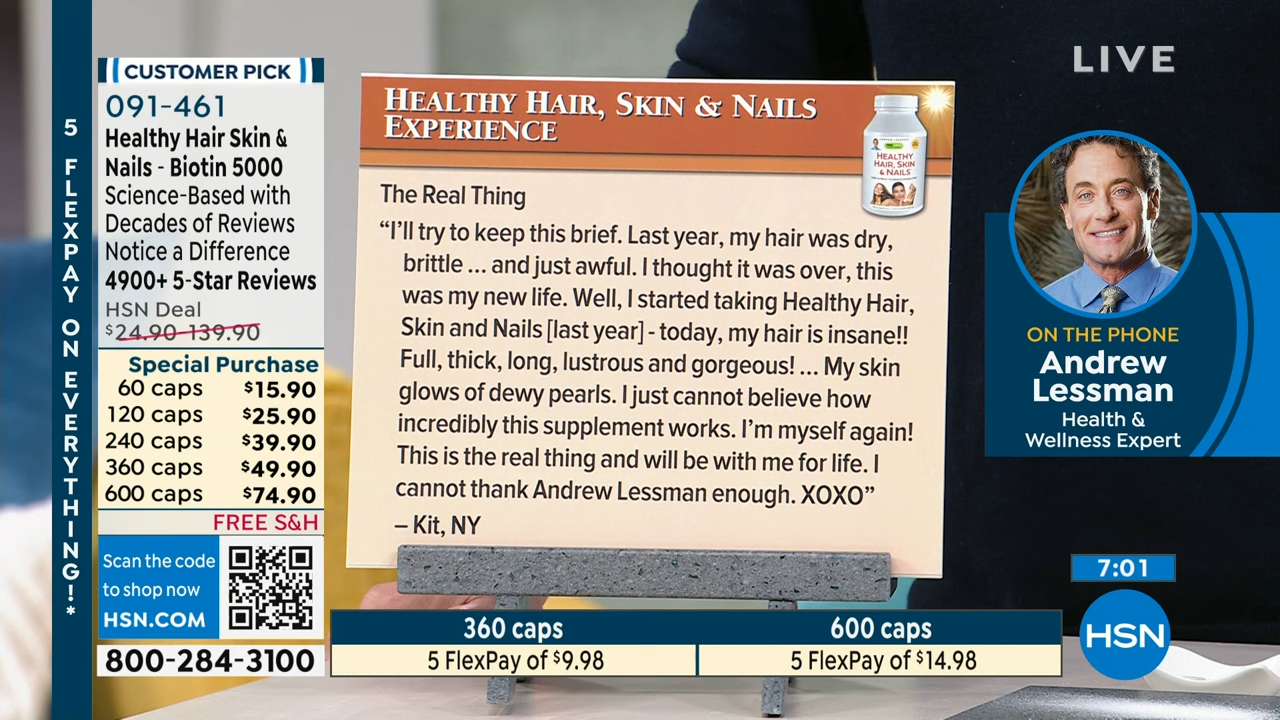 5 FLEXPAY ON EVERYTHING!*
CUSTOMER PICK
091-461
Healthy Hair Skin &
Nails - Biotin 5000
Science-Based with
Decades of Reviews
Notice a Difference
4900+ 5-Star Reviews
HSN Deal
$24.90-139.90
Special Purchase
60 caps $15.90
120 caps $25.90
240 caps $39.90
360 caps $49.90
600 caps $74.90
FREE S&H
Scan the code
to shop now
HSN.COM
800-284-3100
HEALTHY HAIR, SKIN & NAILS
EXPERIENCE
HEALTHY
HAIR, SKIN
& NAILS
The Real Thing
“I’ll try to keep this brief. Last year, my hair was dry,
brittle ... and just awful. I thought it was over, this
was my new life. Well, I started taking Healthy Hair,
Skin and Nails [last year] - today, my hair is insane!!
Full, thick, long, lustrous and gorgeous! ... My skin
glows of dewy pearls. I just cannot believe how
incredibly this supplement works. I’m myself again!
This is the real thing and will be with me for life. I
cannot thank Andrew Lessman enough. XOXO”
– Kit, NY
360 caps 600 caps
5 FlexPay of $9.98 5 FlexPay of $14.98
LIVE
ON THE PHONE
Andrew
Lessman
Health &
Wellness Expert
7:01
HSN